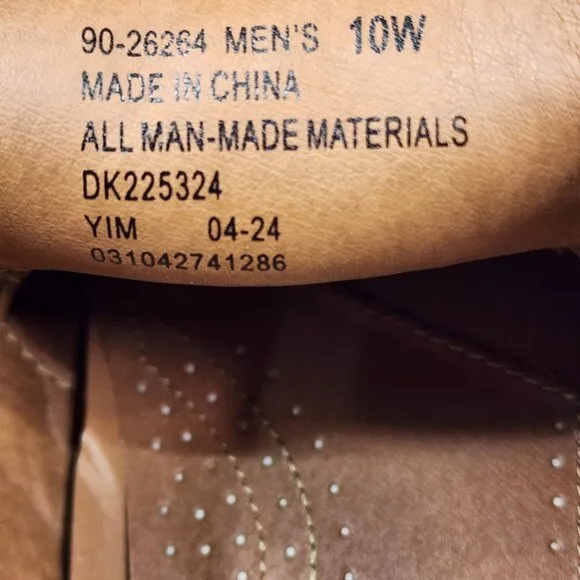 90-26264 MEN'S 10W
MADE IN CHINA
ALL MAN-MADE MATERIALS
DK225324
YIM 04-24
031042741286